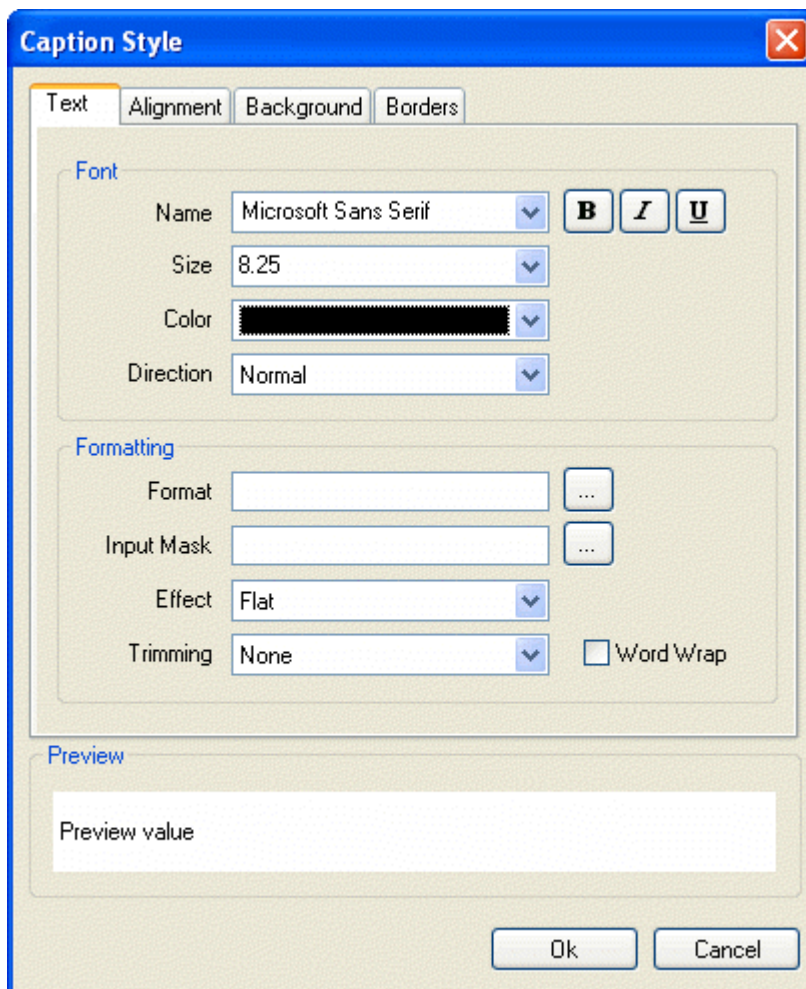 Caption Style
Text Alignment Background Borders
Font
Name Microsoft Sans Serif B I U
Size 8.25
Color
Direction Normal
Formatting
Format ...
Input Mask ...
Effect Flat
Trimming None Word Wrap
Preview
Preview value
Ok Cancel